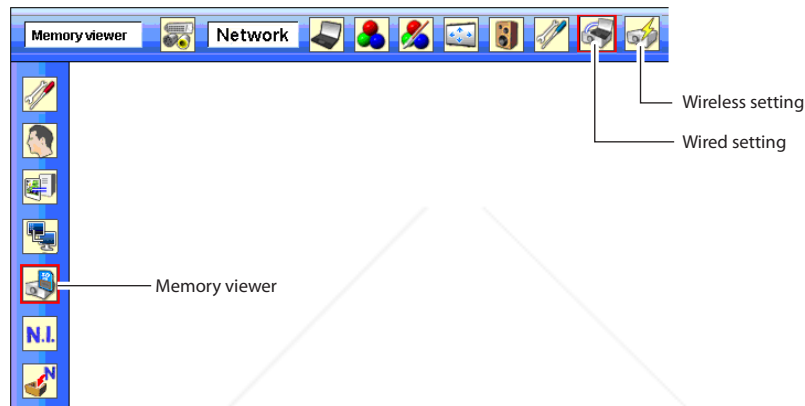 Memory viewer
Network
Wireless setting
Wired setting
Memory viewer
N.I.
N